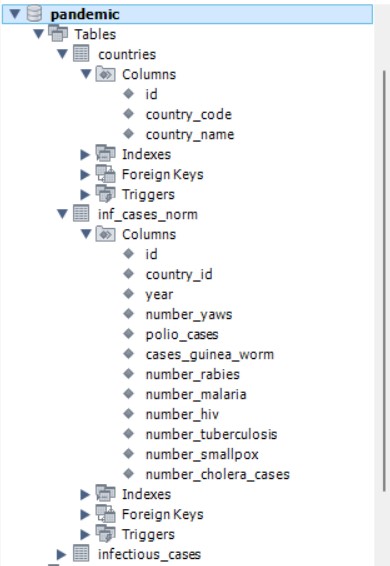 pandemic
Tables
countries
Columns
id
country_code
country_name
Indexes
Foreign Keys
Triggers
inf_cases_norm
Columns
id
country_id
year
number_yaws
polio_cases
cases_guinea_worm
number_rabies
number_malaria
number_hiv
number_tuberculosis
number_smallpox
number_cholera_cases
Indexes
Foreign Keys
Triggers
infectious_cases